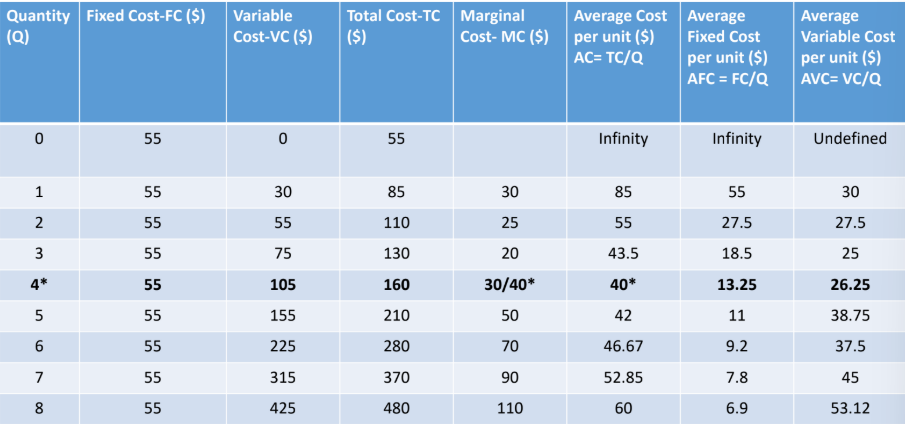 Quantity (Q) | Fixed Cost-FC ($) | Variable Cost-VC ($) | Total Cost-TC ($) | Marginal Cost- MC ($) | Average Cost per unit ($) AC= TC/Q | Average Fixed Cost per unit ($) AFC = FC/Q | Average Variable Cost per unit ($) AVC= VC/Q
0 | 55 | 0 | 55 | | Infinity | Infinity | Undefined
1 | 55 | 30 | 85 | 30 | 85 | 55 | 30
2 | 55 | 55 | 110 | 25 | 55 | 27.5 | 27.5
3 | 55 | 75 | 130 | 20 | 43.5 | 18.5 | 25
4* | 55 | 105 | 160 | 30/40* | 40* | 13.25 | 26.25
5 | 55 | 155 | 210 | 50 | 42 | 11 | 38.75
6 | 55 | 225 | 280 | 70 | 46.67 | 9.2 | 37.5
7 | 55 | 315 | 370 | 90 | 52.85 | 7.8 | 45
8 | 55 | 425 | 480 | 110 | 60 | 6.9 | 53.12